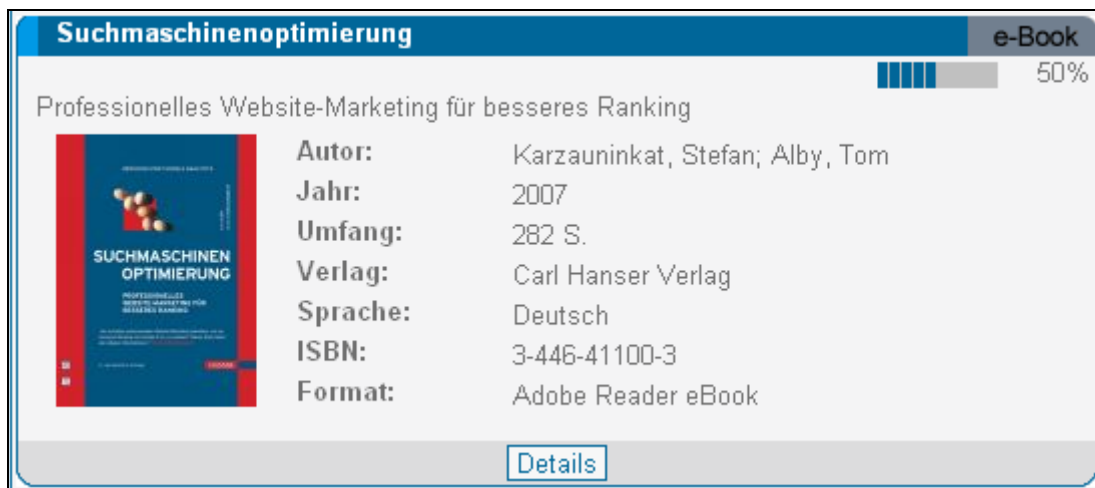 Suchmaschinenoptimierung e-Book
50%
Professionelles Website-Marketing für besseres Ranking
SUCHMASCHINEN
OPTIMIERUNG
PROFESSIONELLES
WEBSITE-MARKETING FÜR
BESSERES RANKING
Autor: Karzauninkat, Stefan; Alby, Tom
Jahr: 2007
Umfang: 282 S.
Verlag: Carl Hanser Verlag
Sprache: Deutsch
ISBN: 3-446-41100-3
Format: Adobe Reader eBook
Details